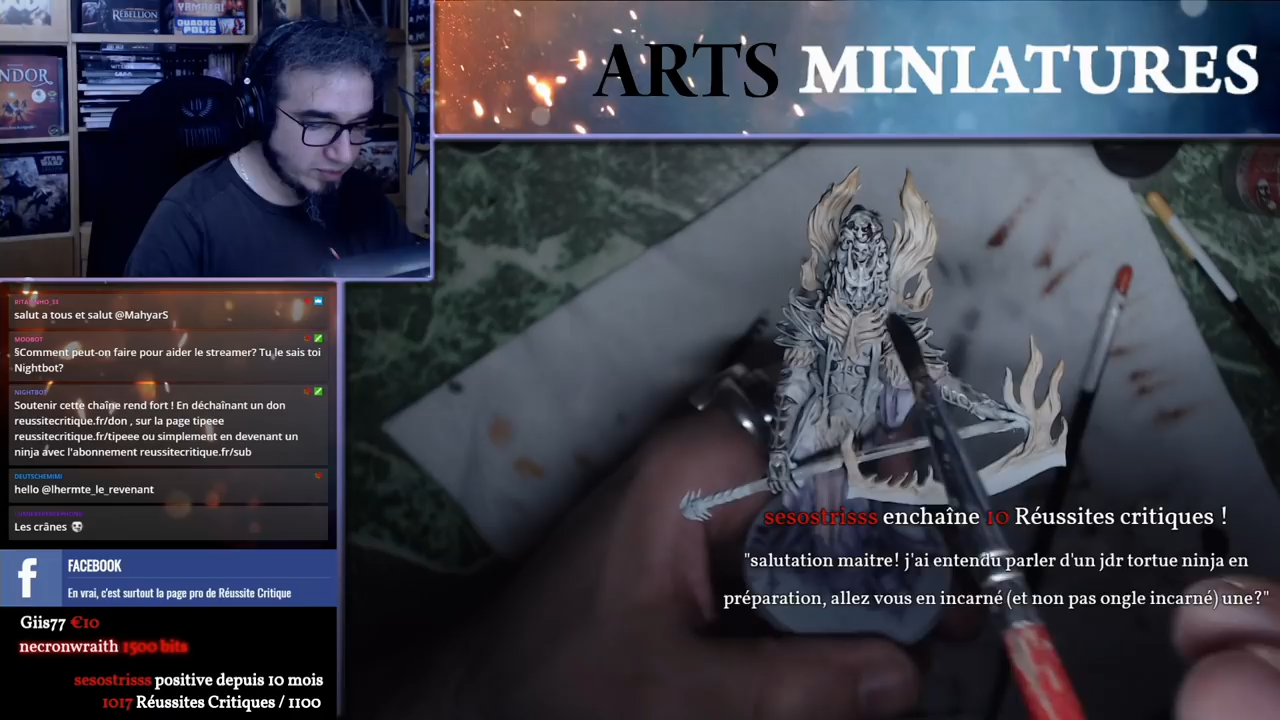 ARTS MINIATURES
REBELLION
QUADROPOLIS
NDOR
STAR WARS
salut a tous et salut @MahyarS
MOOBOT
§Comment peut-on faire pour aider le streamer? Tu le sais toi
Nightbot?
NIGHTBOT
Soutenir cette chaîne rend fort ! En déchaînant un don
reussitecritique.fr/don , sur la page tipeee
reussitecritique.fr/tipeee ou simplement en devenant un
ninja avec l'abonnement reussitecritique.fr/sub
DEUTSCHEMIMI
hello @lhermte_le_revenant
Les crânes 💀
FACEBOOK
En vrai, c'est surtout la page pro de Réussite Critique
Giis77 €10
necronwraith 1500 bits
sesostrisss positive depuis 10 mois
1017 Réussites Critiques / 1100
sesostrisss enchaîne 10 Réussites critiques !
"salutation maitre! j'ai entendu parler d'un jdr tortue ninja en
préparation, allez vous en incarné (et non pas ongle incarné) une?"